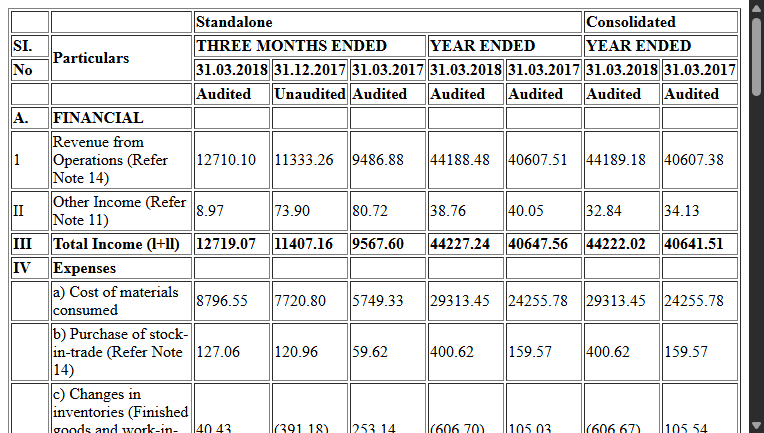 Standalone Consolidated
SI. Particulars THREE MONTHS ENDED YEAR ENDED YEAR ENDED
No 31.03.2018 31.12.2017 31.03.2017 31.03.2018 31.03.2017 31.03.2018 31.03.2017
Audited Unaudited Audited Audited Audited Audited Audited
A. FINANCIAL
1 Revenue from
Operations (Refer 12710.10 11333.26 9486.88 44188.48 40607.51 44189.18 40607.38
Note 14)
II Other Income (Refer 8.97 73.90 80.72 38.76 40.05 32.84 34.13
Note 11)
III Total Income (l+ll) 12719.07 11407.16 9567.60 44227.24 40647.56 44222.02 40641.51
IV Expenses
a) Cost of materials 8796.55 7720.80 5749.33 29313.45 24255.78 29313.45 24255.78
consumed
b) Purchase of stock-
in-trade (Refer Note 127.06 120.96 59.62 400.62 159.57 400.62 159.57
14)
c) Changes in
inventories (Finished
goods and work-in- 40.43 (391.18) 253.14 (606.70) 105.03 (606.67) 105.54